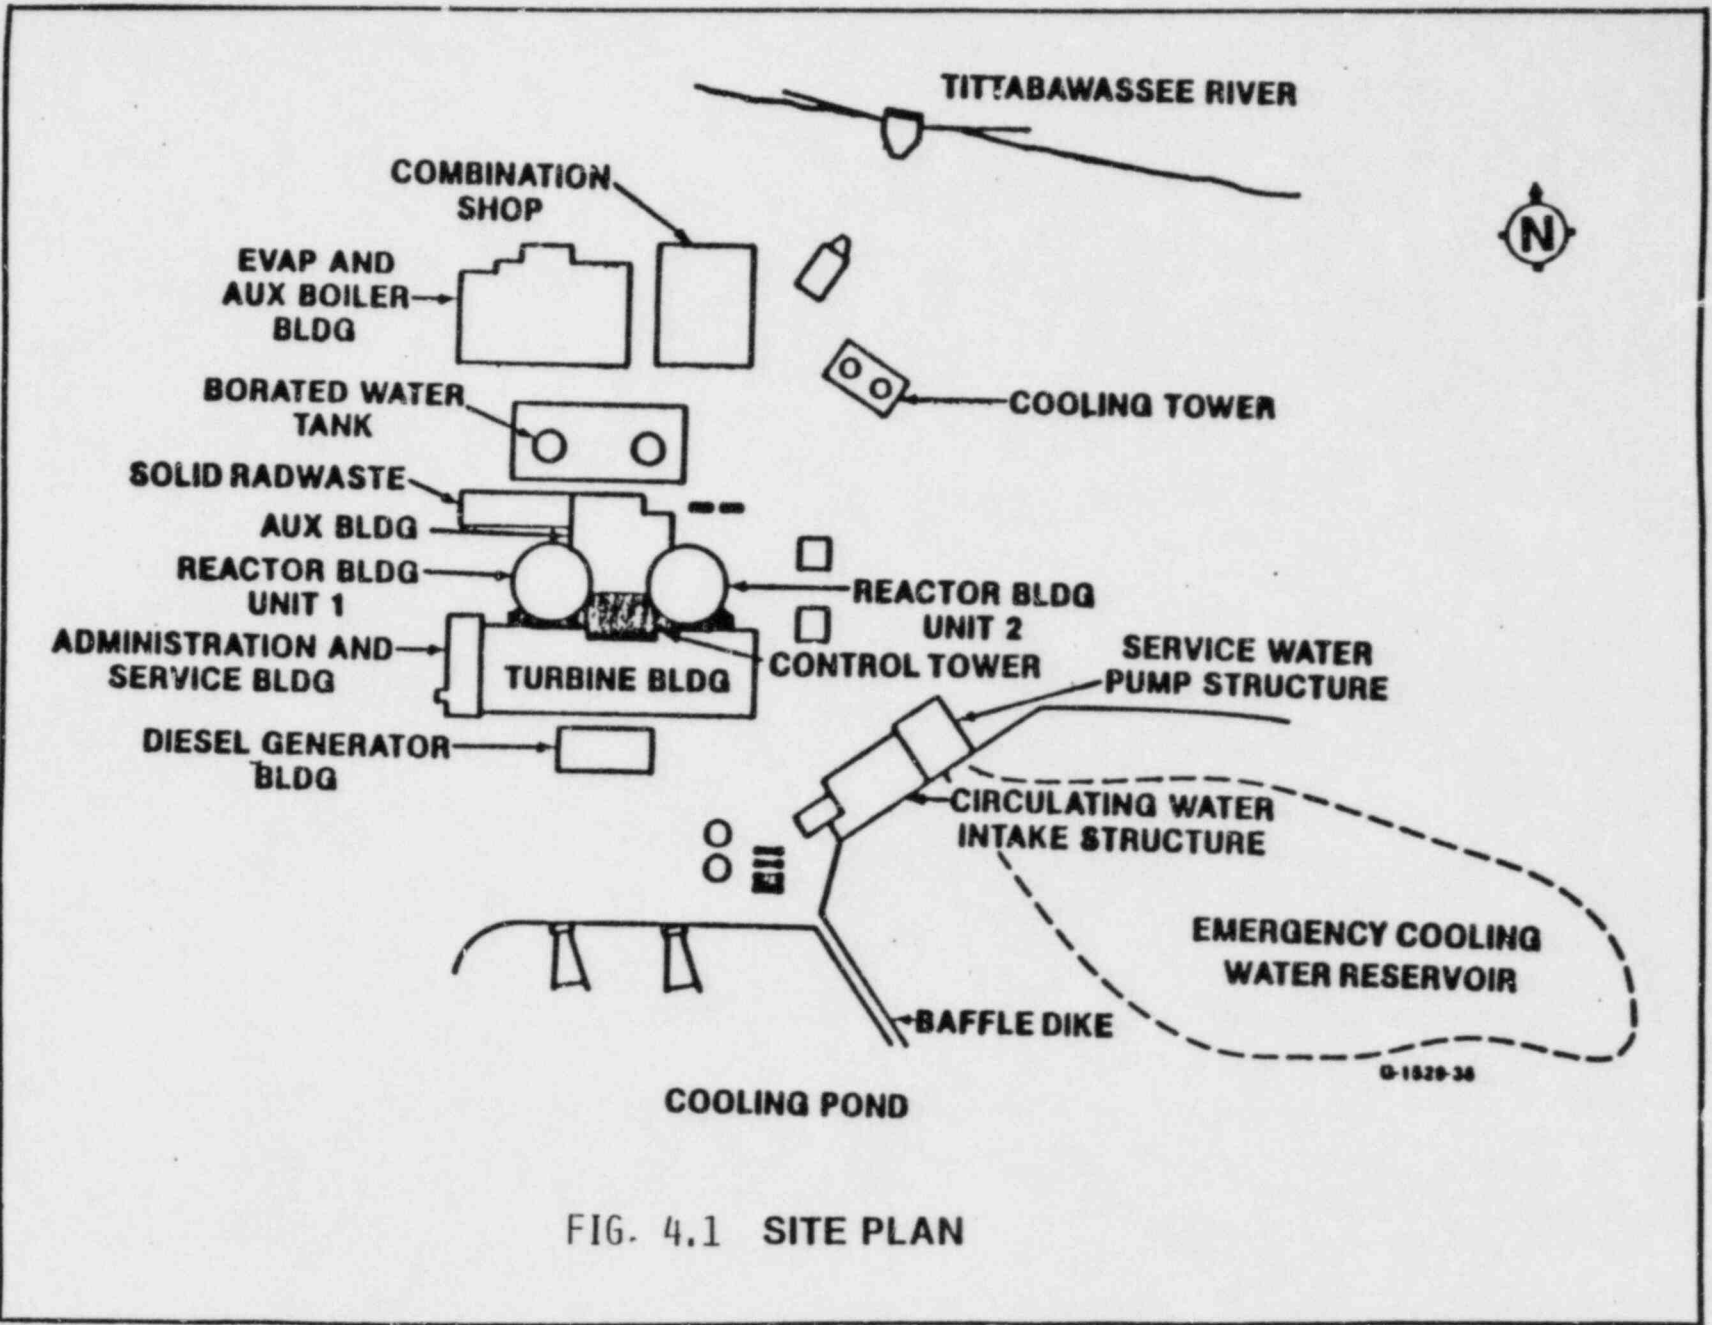 TITTABAWASSEE RIVER
COMBINATION
SHOP
N
EVAP AND
AUX BOILER
BLDG
BORATED WATER
TANK
COOLING TOWER
SOLID RADWASTE
AUX BLDG
REACTOR BLDG
UNIT 1
REACTOR BLDG
UNIT 2
ADMINISTRATION AND
SERVICE BLDG
TURBINE BLDG
CONTROL TOWER
SERVICE WATER
PUMP STRUCTURE
DIESEL GENERATOR
BLDG
CIRCULATING WATER
INTAKE STRUCTURE
EMERGENCY COOLING
WATER RESERVOIR
BAFFLE DIKE
G-1529-38
COOLING POND
FIG. 4.1 SITE PLAN